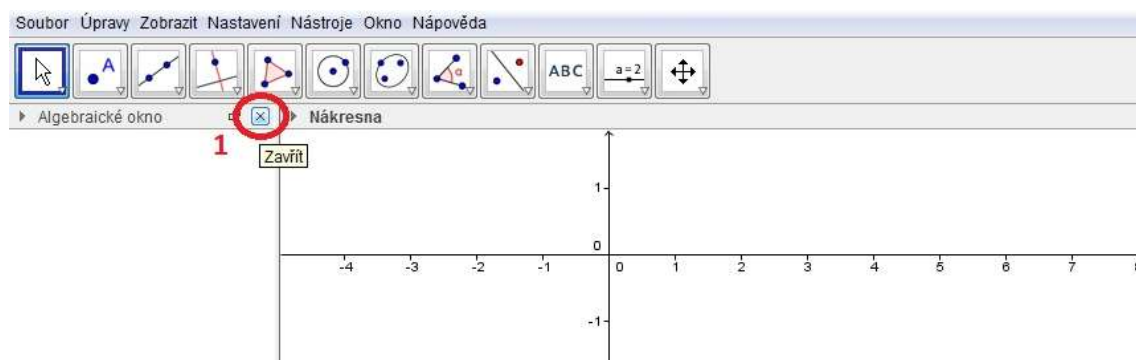 Soubor Úpravy Zobrazit Nastavení Nástroje Okno Nápověda
A
α
ABC
a=2
Algebraické okno
Nákresna
1
Zavřít
1
0
-4 -3 -2 -1 0 1 2 3 4 5 6 7
-1